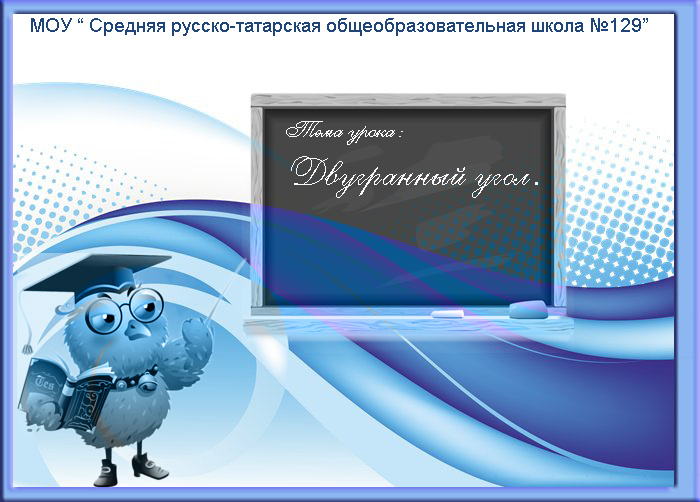 МОУ “ Средняя русско-татарская общеобразовательная школа №129”
Тема урока :
Двугранный угол.